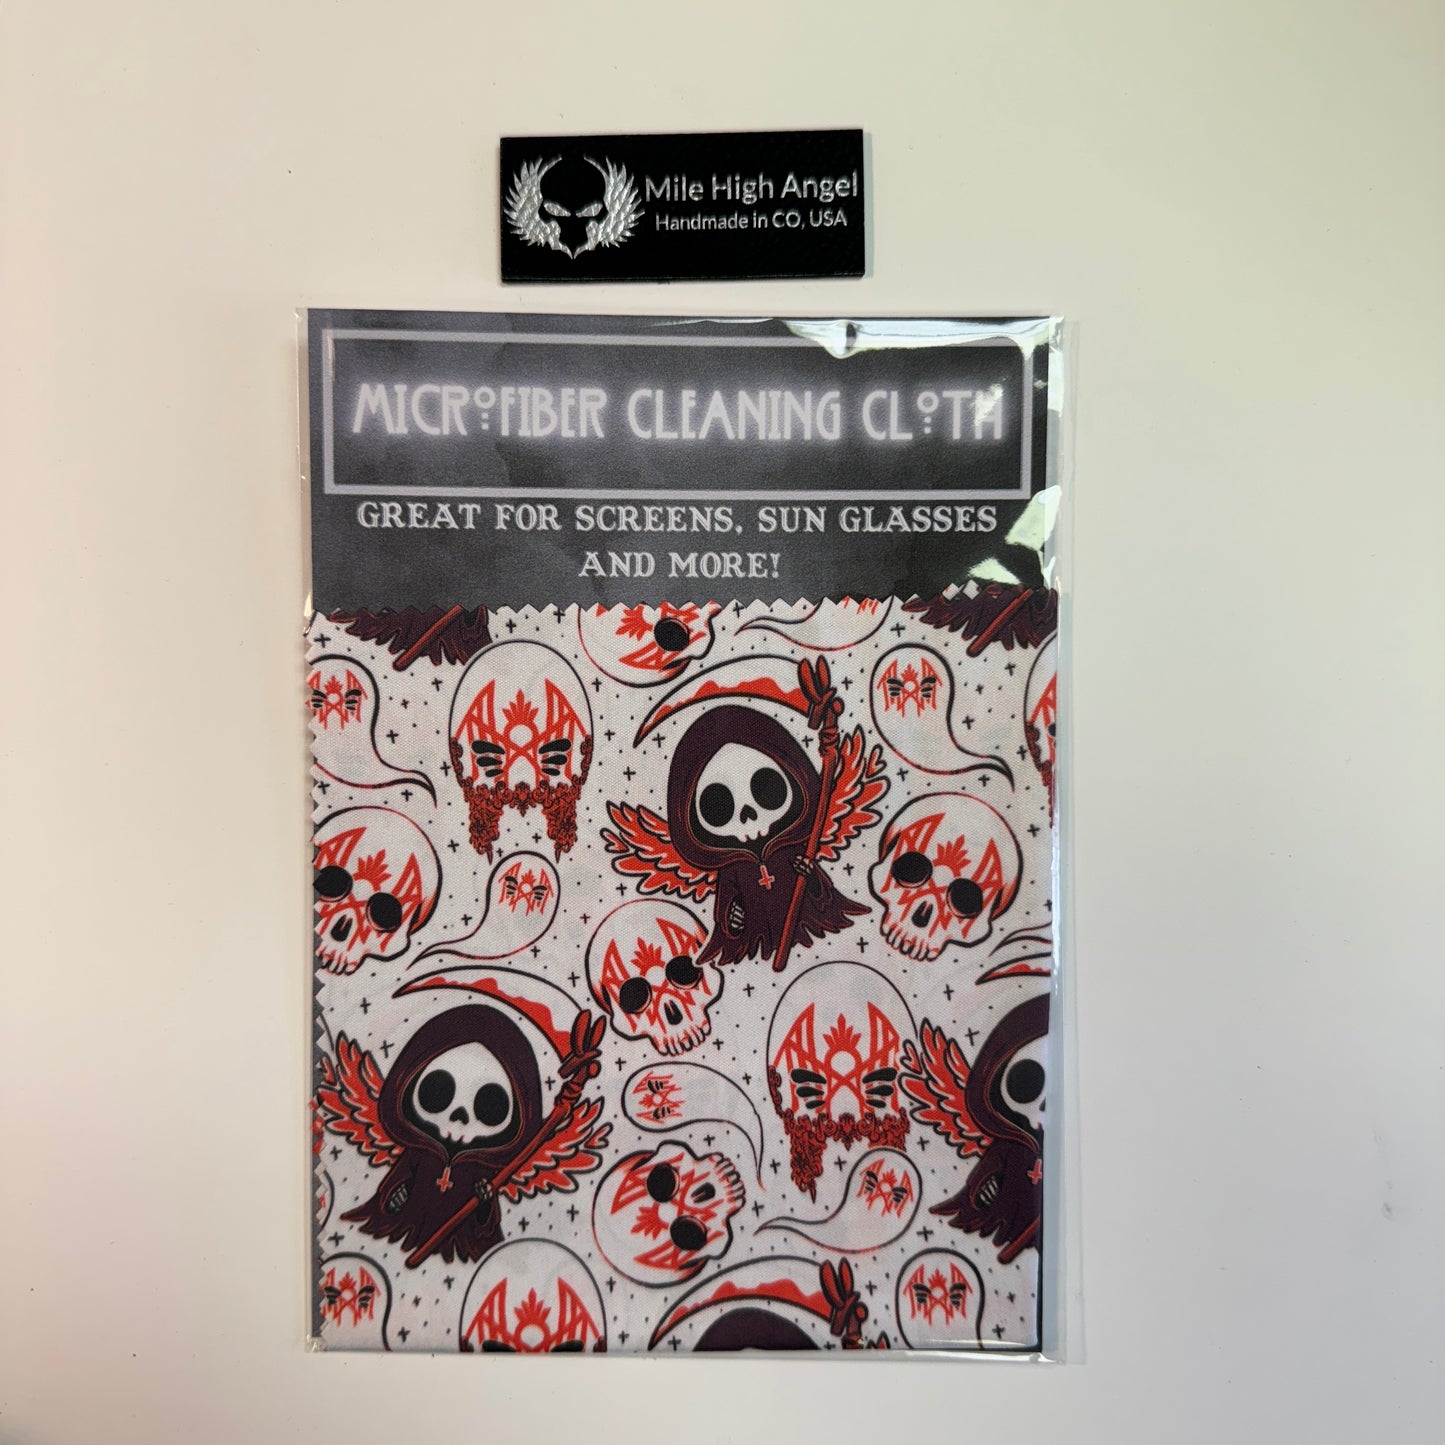 Mile High Angel
Handmade in CO, USA
MICROFIBER CLEANING CLOTH
GREAT FOR SCREENS, SUN GLASSES
AND MORE!